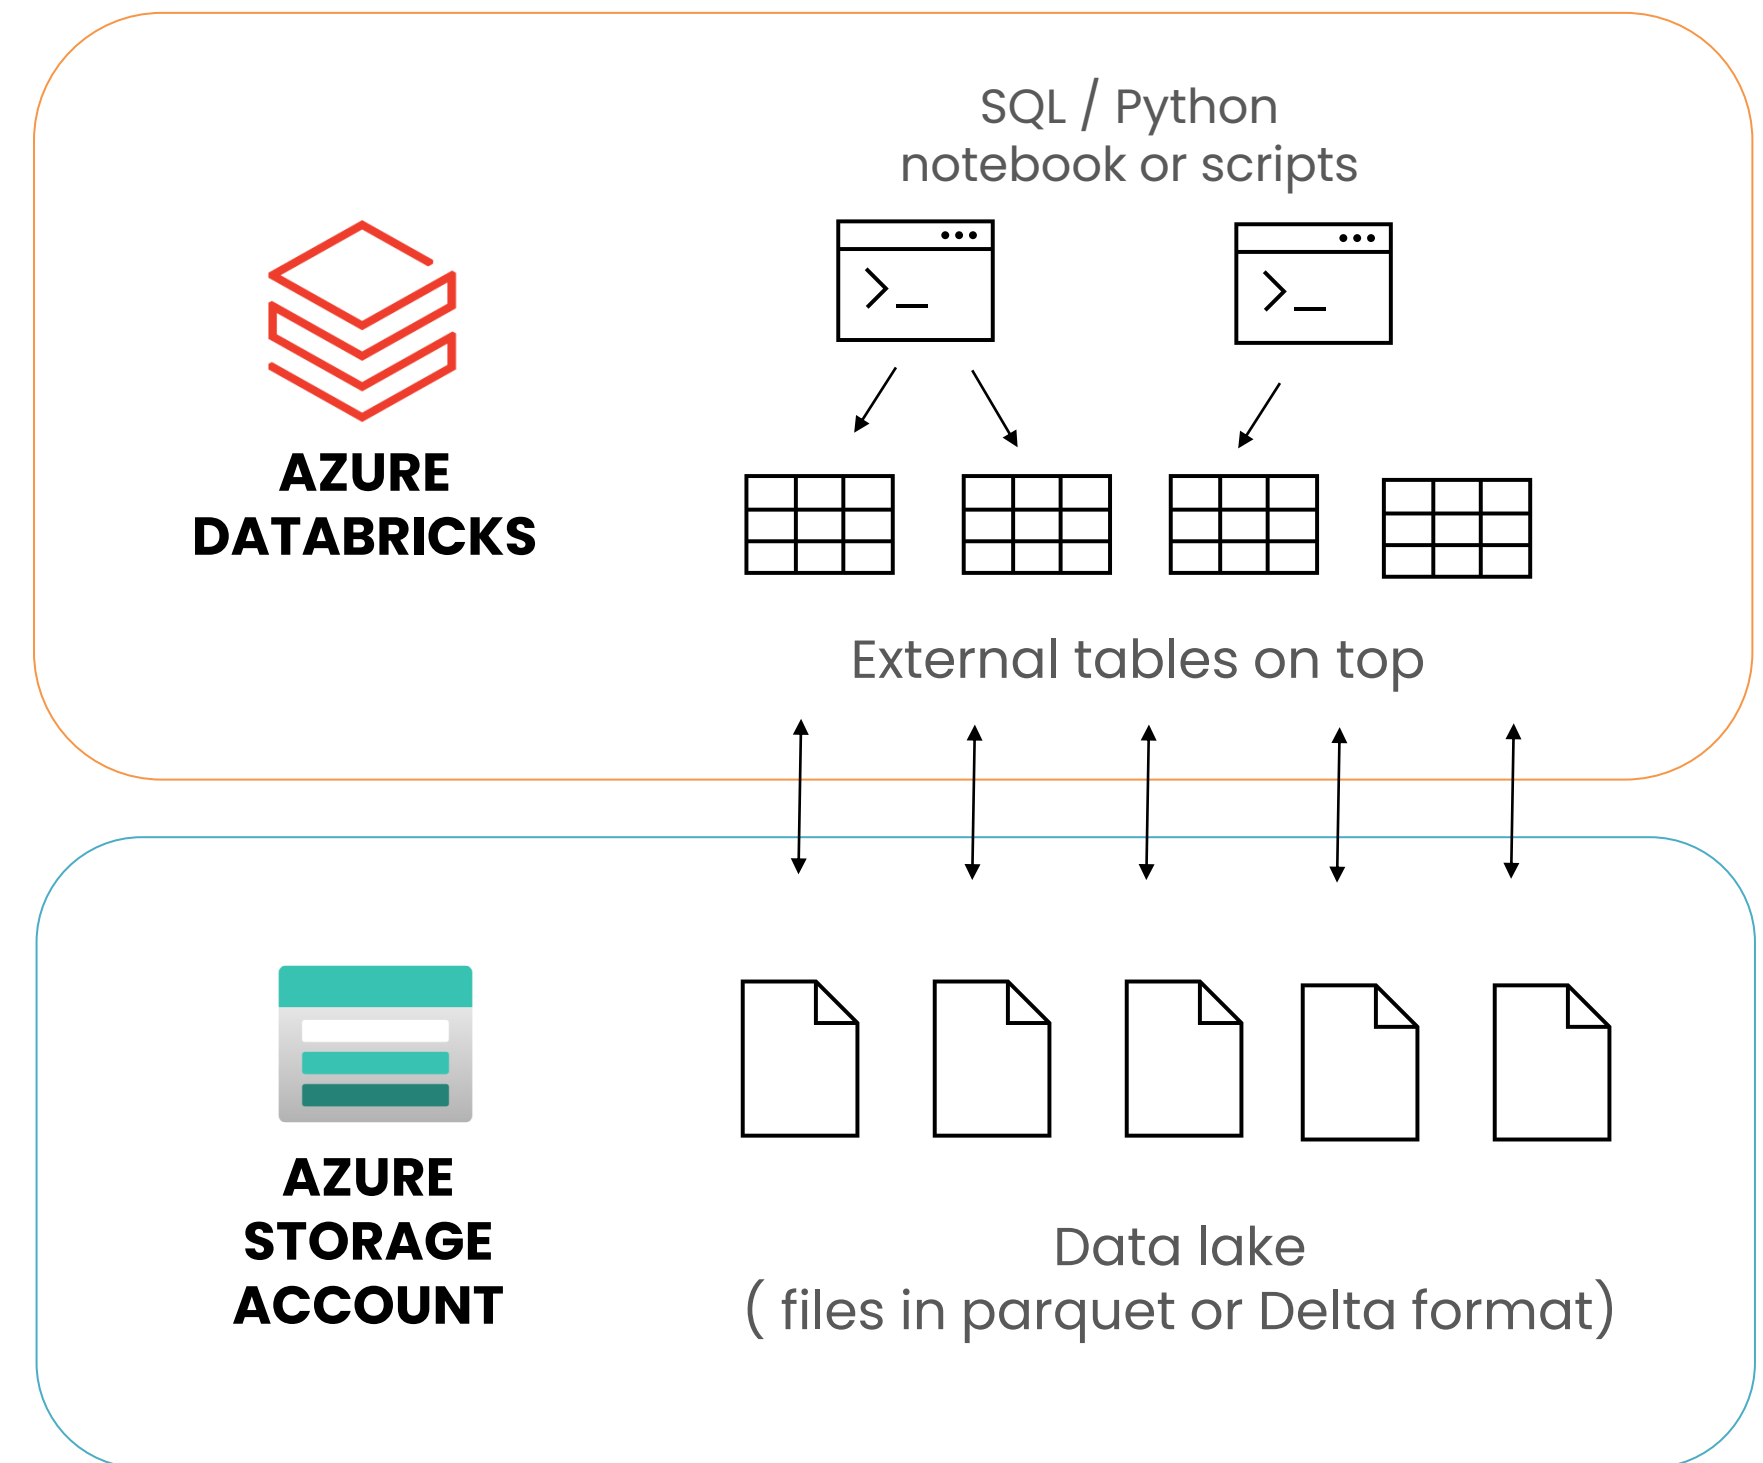 SQL / Python
notebook or scripts
AZURE
DATABRICKS
External tables on top
AZURE
STORAGE
ACCOUNT
Data lake
( files in parquet or Delta format)